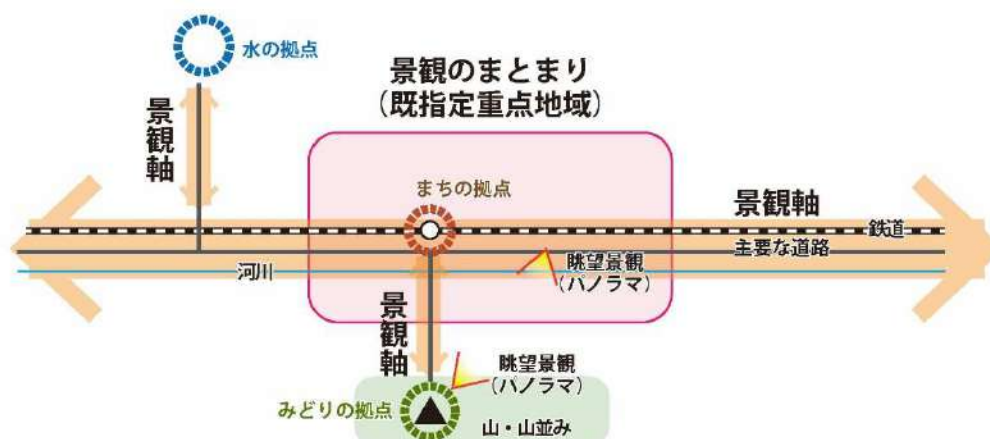 水の拠点
景観のまとまり
(既指定重点地域)
景観軸
まちの拠点
景観軸
鉄道
主要な道路
河川
眺望景観
(パノラマ)
景観軸
眺望景観
(パノラマ)
みどりの拠点
山・山並み